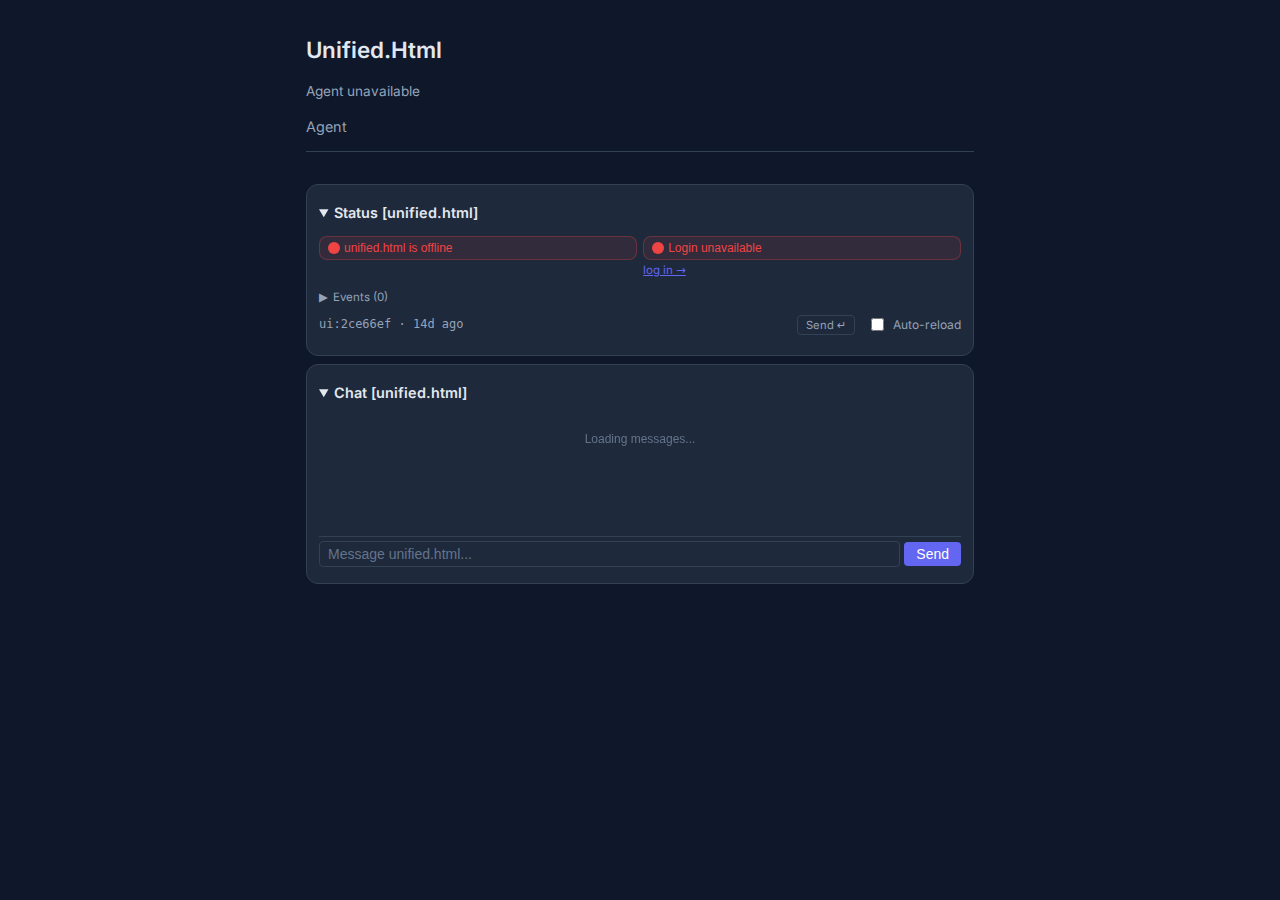 Unified.Html
Agent unavailable
Agent
▼ Status [unified.html]
unified.html is offline
Login unavailable
log in →
▶ Events (0)
ui:2ce66ef · 14d ago
Send ↵
Auto-reload
▼ Chat [unified.html]
Loading messages...
Message unified.html...
Send